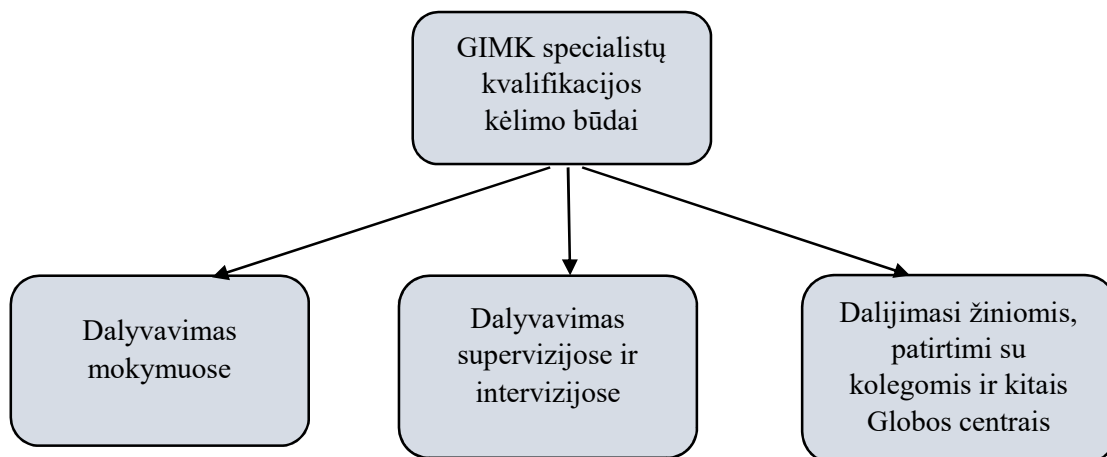 GIMK specialistų
kvalifikacijos
kėlimo būdai
Dalyvavimas
mokymuose
Dalyvavimas
supervizijose ir
intervizijose
Dalijimasi žiniomis,
patirtimi su
kolegomis ir kitais
Globos centrais